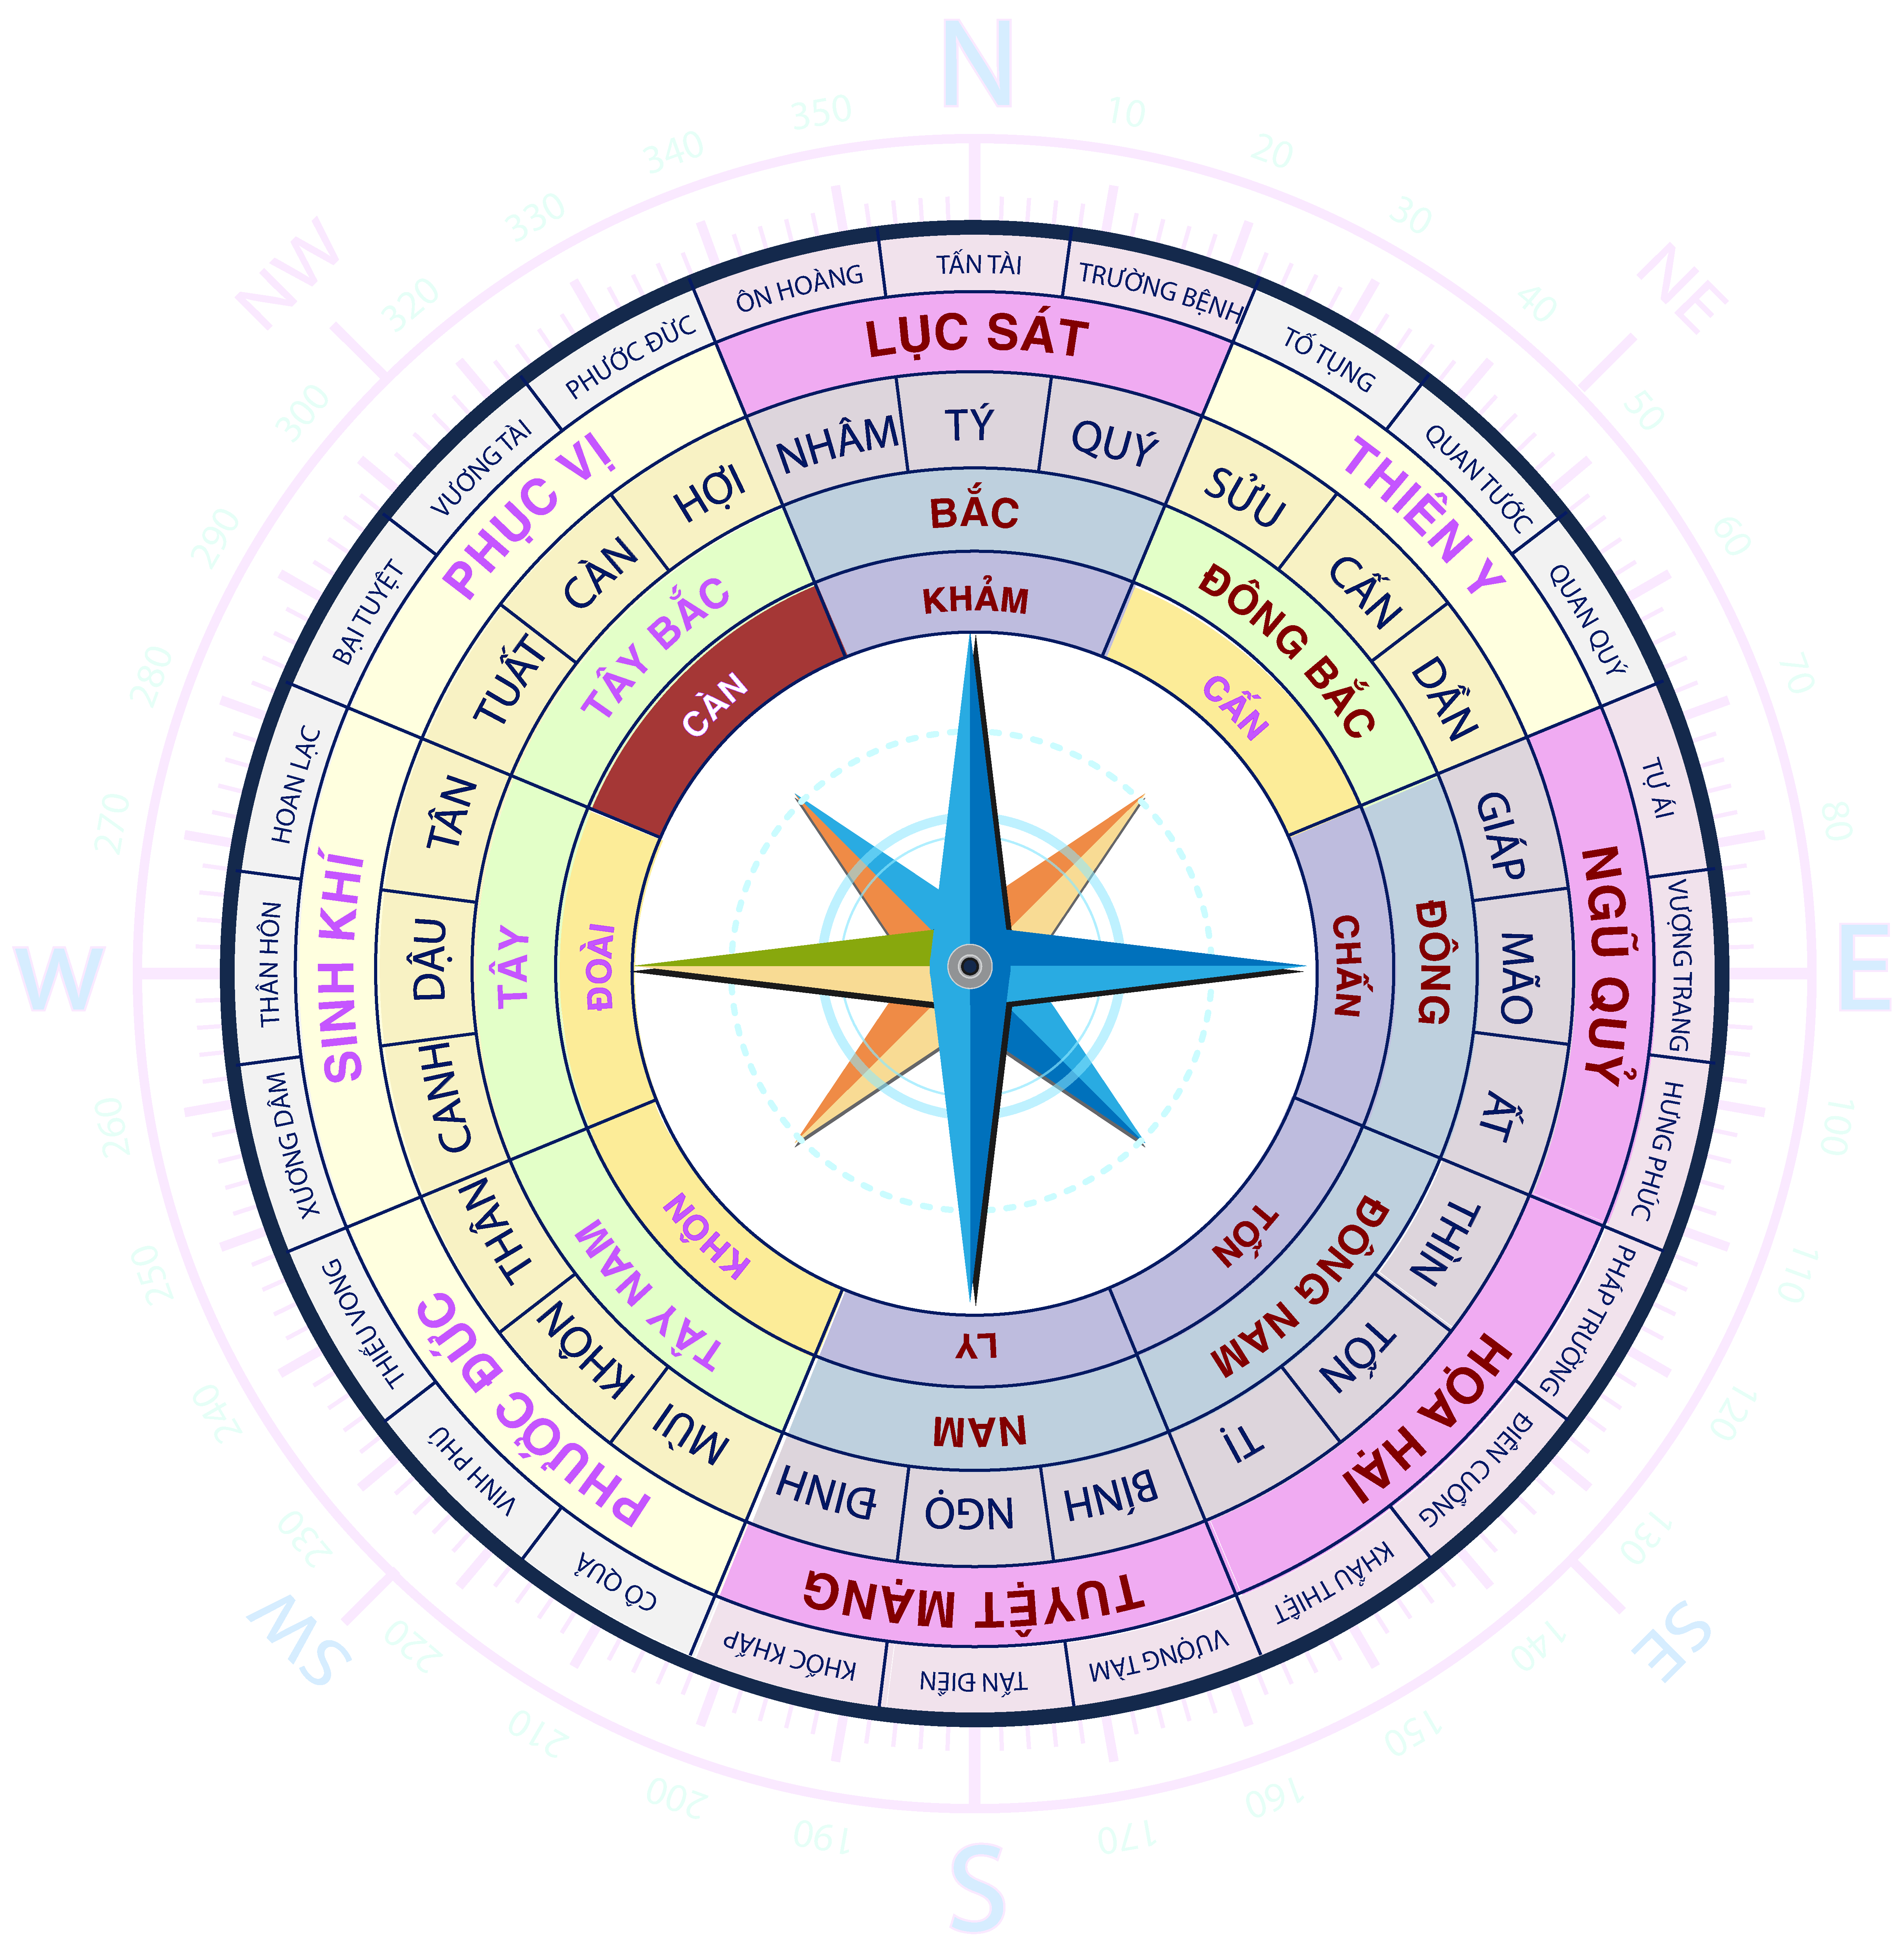 N
NE
E
SE
S
SW
W
NW
10
20
30
40
50
60
70
80
100
110
120
130
140
150
160
170
190
200
210
220
230
240
250
260
270
280
290
300
320
330
340
350
ÔN HOÀNG
TẤN TÀI
TRƯỜNG BỆNH
TỐ TỤNG
QUAN TƯỚC
QUAN QUÝ
TỰ ÁI
VƯỢNG TRANG
HƯNG PHÚC
PHÁP TRƯỜNG
ĐIÊN CUỒNG
KHẨU THIỆT
VƯỢNG TÀM
TẤN ĐIỀN
KHỐC KHẤP
CÔ QUẢ
VINH PHÚ
THIẾU VONG
XƯƠNG DÂM
THÂN HÔN
HOAN LẠC
BẠI TUYỆT
VƯƠNG TÀI
PHƯỚC ĐỨC
LỤC SÁT
THIÊN Y
NGŨ QUỶ
HỌA HẠI
TUYỆT MẠNG
PHƯỚC ĐỨC
SINH KHÍ
PHỤC VỊ
NHÂM
TÝ
QUÝ
SỬU
CẤN
DẦN
GIÁP
MÃO
ẤT
THÌN
TỐN
TỊ
BÍNH
NGỌ
ĐINH
MÙI
KHÔN
THÂN
CANH
DẬU
TÂN
TUẤT
CÀN
HỢI
BẮC
ĐÔNG BẮC
ĐÔNG
ĐÔNG NAM
NAM
TÂY NAM
TÂY
TÂY BẮC
KHẢM
CẤN
CHẤN
TỐN
LY
KHÔN
ĐOÀI
CÀN